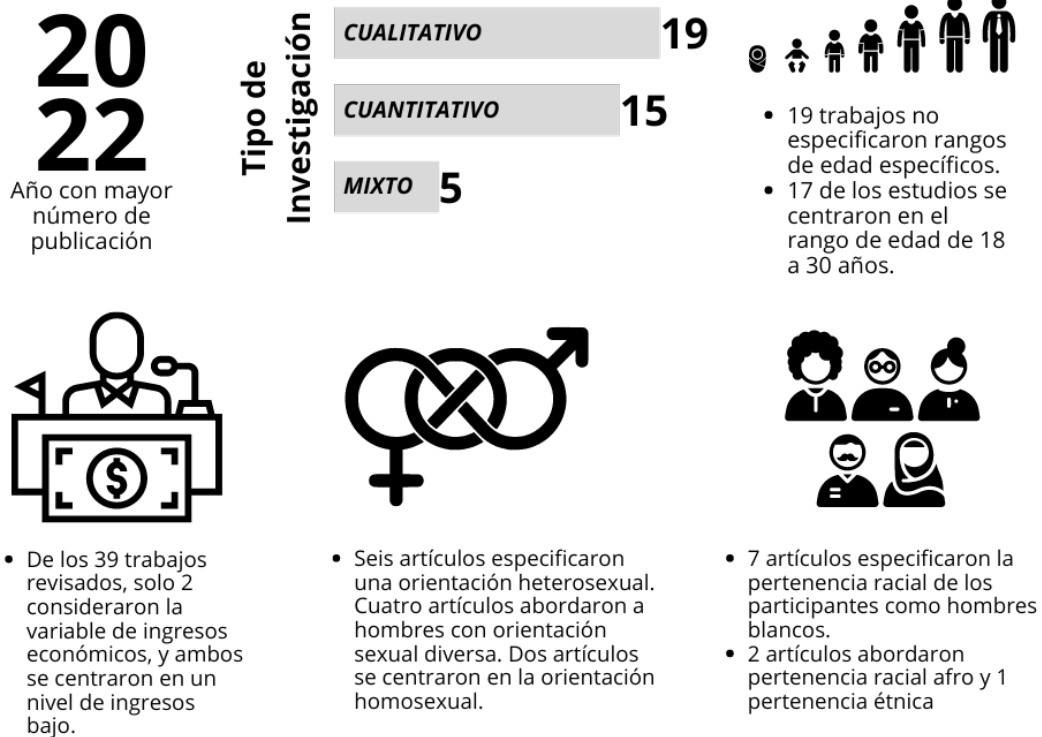 20
22
Año con mayor
número de
publicación
Tipo de
Investigación
CUALITATIVO 19
CUANTITATIVO 15
MIXTO 5
• 19 trabajos no
especificaron rangos
de edad específicos.
• 17 de los estudios se
centraron en el
rango de edad de 18
a 30 años.
$
• De los 39 trabajos
revisados, solo 2
consideraron la
variable de ingresos
económicos, y ambos
se centraron en un
nivel de ingresos
bajo.
• Seis artículos especificaron
una orientación heterosexual.
Cuatro artículos abordaron a
hombres con orientación
sexual diversa. Dos artículos
se centraron en la orientación
homosexual.
• 7 artículos especificaron la
pertenencia racial de los
participantes como hombres
blancos.
• 2 artículos abordaron
pertenencia racial afro y 1
pertenencia étnica